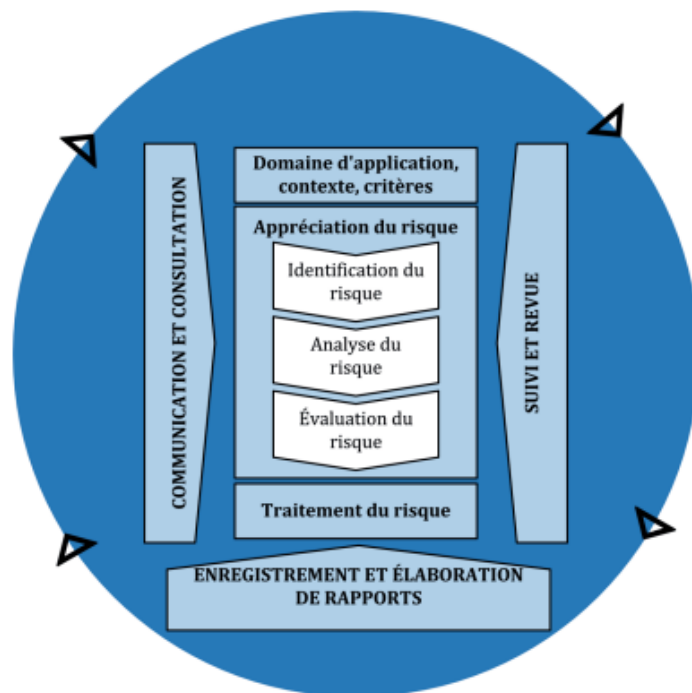 Domaine d'application,
contexte, critères
Appréciation du risque
Identification du
risque
Analyse du
risque
Évaluation du
risque
Traitement du risque
COMMUNICATION ET CONSULTATION
SUIVI ET REVUE
ENREGISTREMENT ET ÉLABORATION
DE RAPPORTS